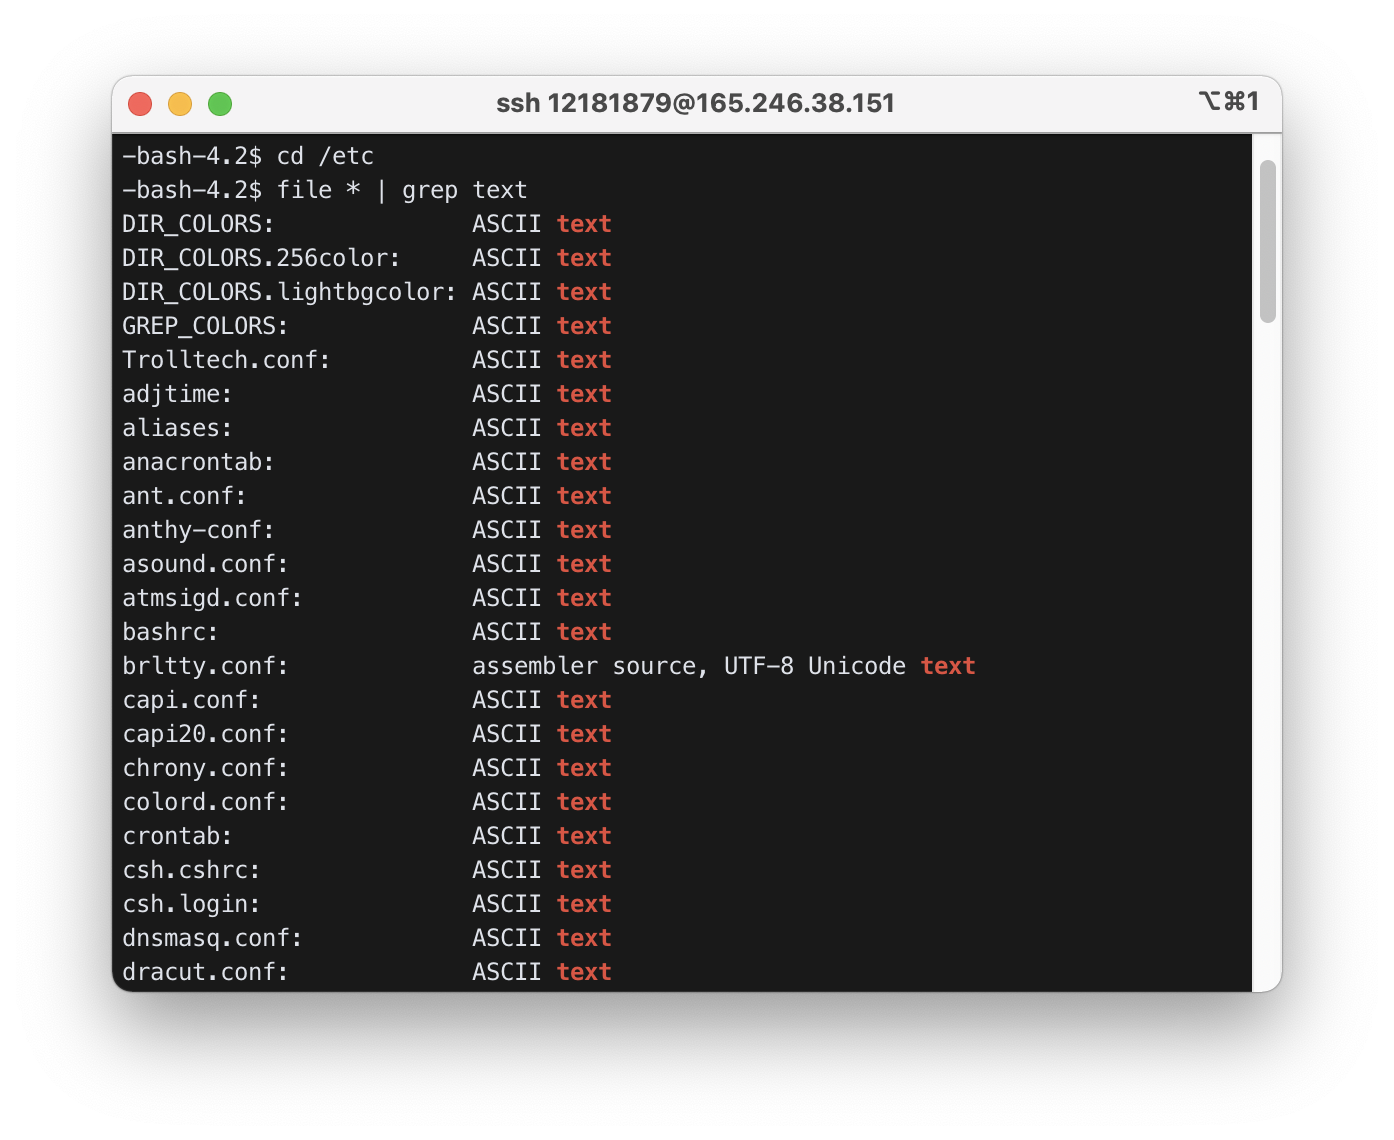 ssh 12181879@165.246.38.151 ⌥⌘1
-bash-4.2$ cd /etc
-bash-4.2$ file * | grep text
DIR_COLORS:              ASCII text
DIR_COLORS.256color:     ASCII text
DIR_COLORS.lightbgcolor: ASCII text
GREP_COLORS:             ASCII text
Trolltech.conf:          ASCII text
adjtime:                 ASCII text
aliases:                 ASCII text
anacrontab:              ASCII text
ant.conf:                ASCII text
anthy-conf:              ASCII text
asound.conf:             ASCII text
atmsigd.conf:            ASCII text
bashrc:                  ASCII text
brltty.conf:             assembler source, UTF-8 Unicode text
capi.conf:               ASCII text
capi20.conf:             ASCII text
chrony.conf:             ASCII text
colord.conf:             ASCII text
crontab:                 ASCII text
csh.cshrc:               ASCII text
csh.login:               ASCII text
dnsmasq.conf:            ASCII text
dracut.conf:             ASCII text